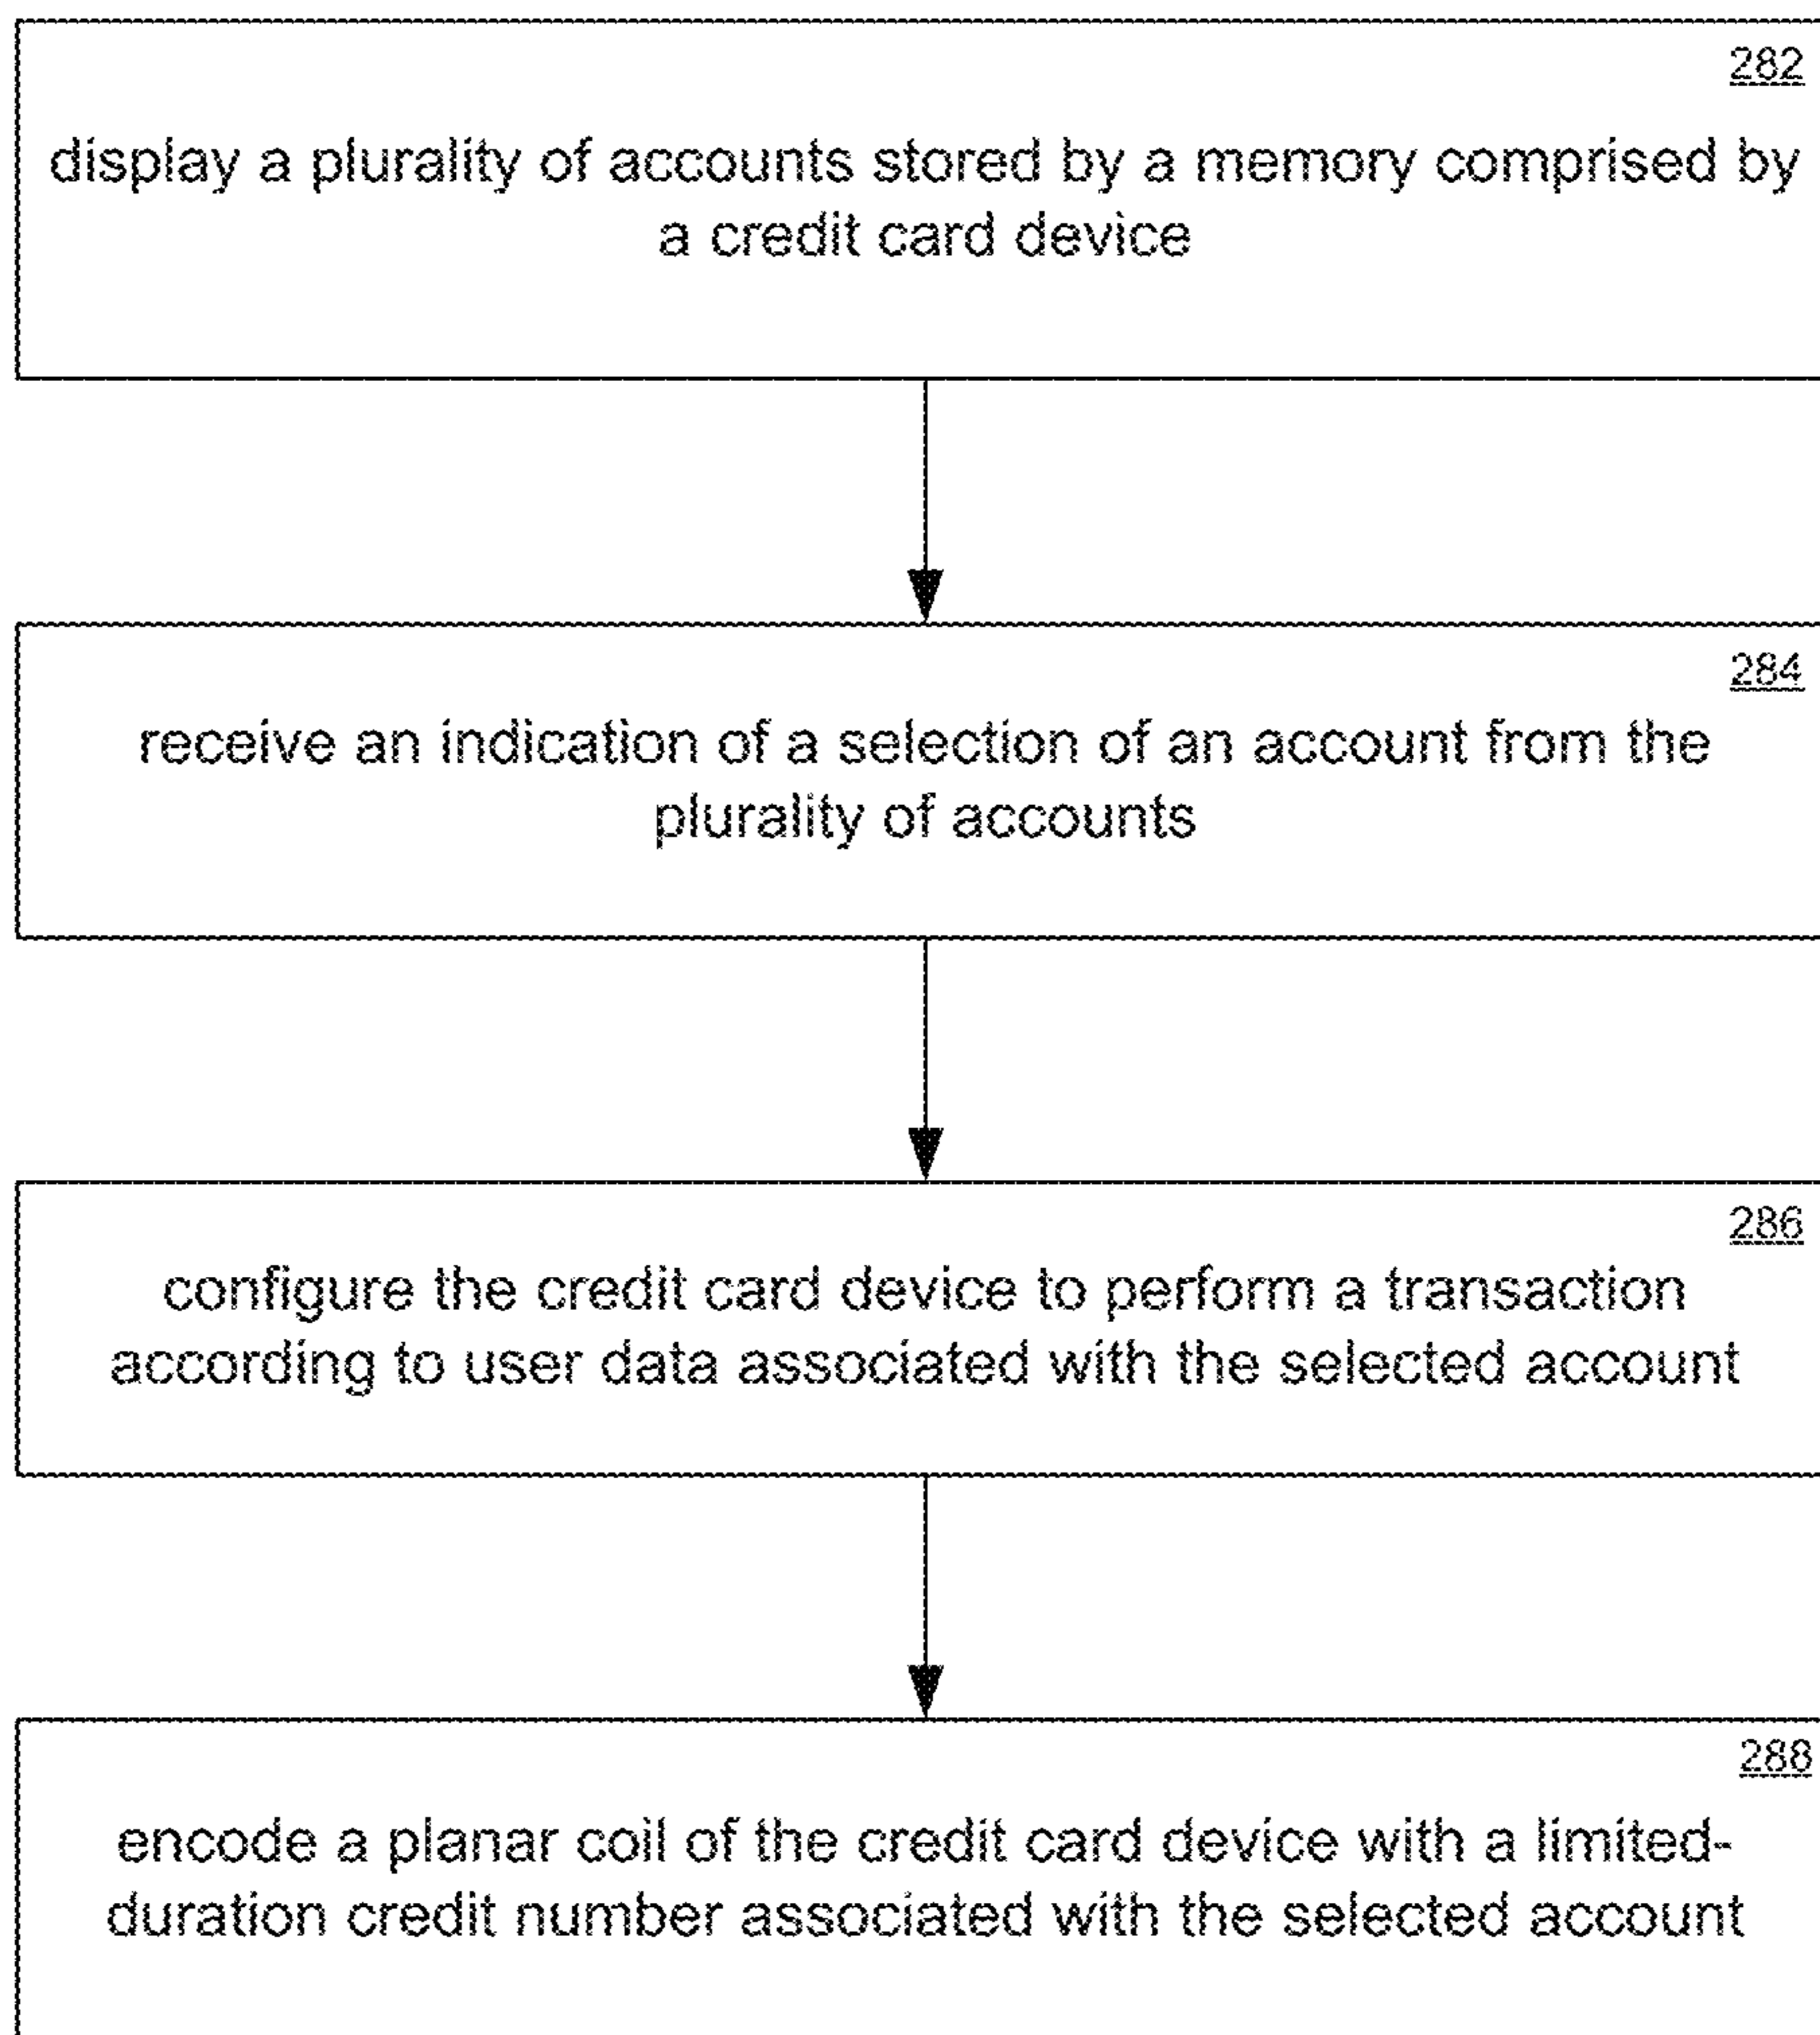 282
display a plurality of accounts stored by a memory comprised by
a credit card device
284
receive an indication of a selection of an account from the
plurality of accounts
286
configure the credit card device to perform a transaction
according to user data associated with the selected account
288
encode a planar coil of the credit card device with a limited-
duration credit number associated with the selected account